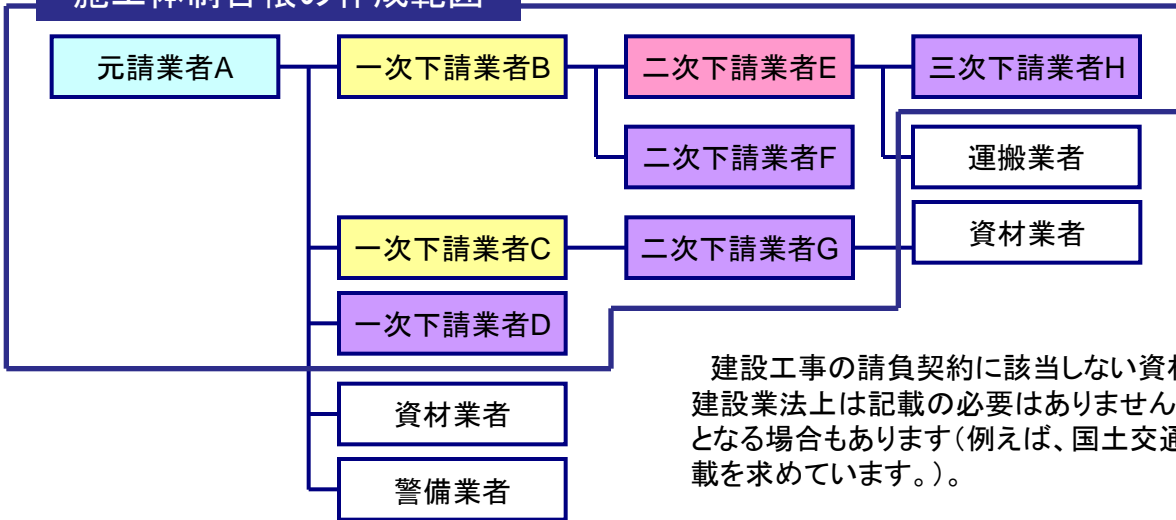 施工体制台帳の作成範囲
元請業者A
一次下請業者B
二次下請業者E
三次下請業者H
二次下請業者F
運搬業者
一次下請業者C
二次下請業者G
資材業者
一次下請業者D
資材業者
警備業者
建設工事の請負契約に該当しない資材
建設業法上は記載の必要はありません
となる場合もあります(例えば、国土交通
載を求めています。)。